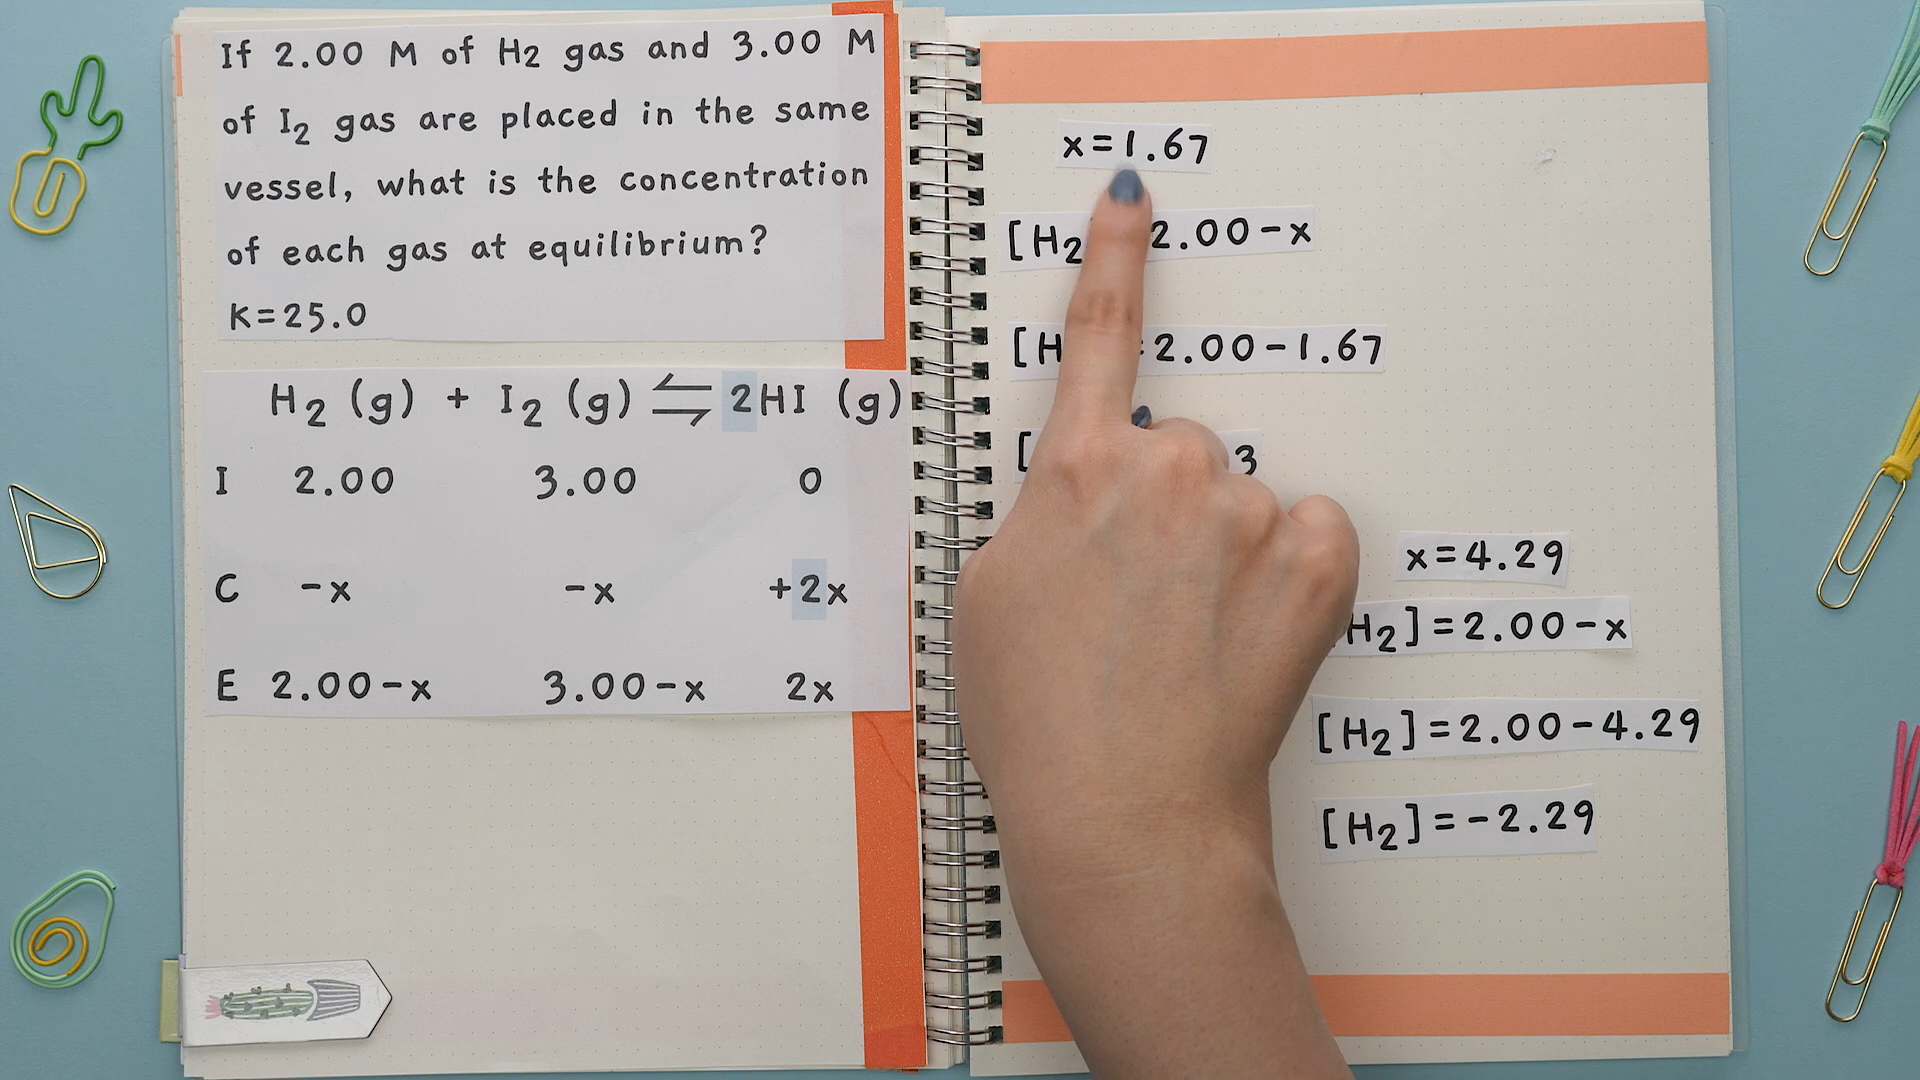 If 2.00 M of H2 gas and 3.00 M
of I2 gas are placed in the same
vessel, what is the concentration
of each gas at equilibrium?
K=25.0
H2 (g) + I2 (g) ⇌ 2HI (g)
I 2.00 3.00 0
C -x -x +2x
E 2.00-x 3.00-x 2x
x=1.67
[H2 2.00-x
[H =2.00-1.67
[ 3
x=4.29
H2]=2.00-x
[H2]=2.00-4.29
[H2]=-2.29